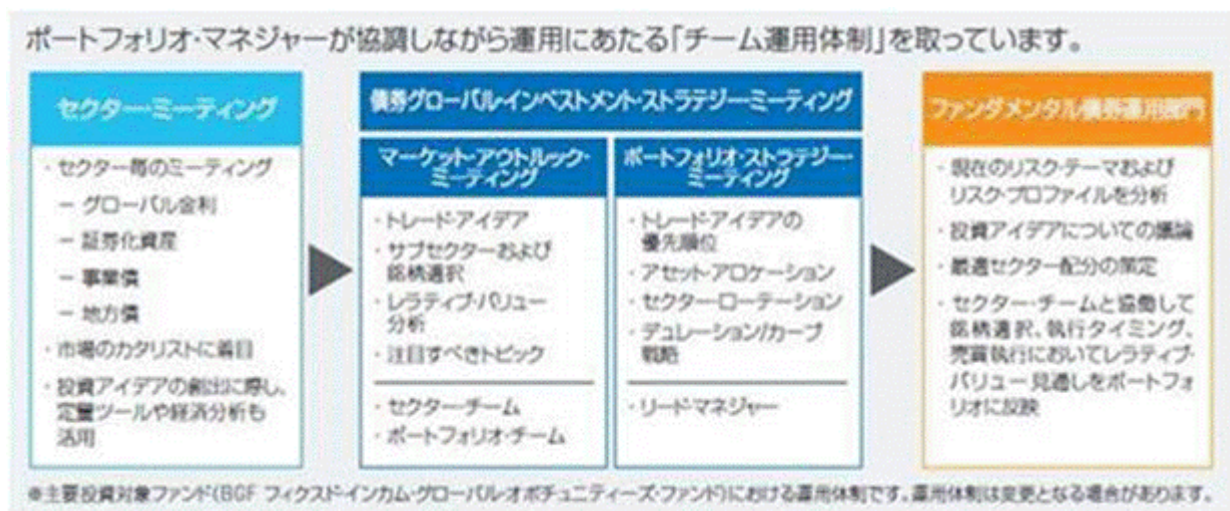 ポートフォリオ・マネジャーが協調しながら運用にあたる「チーム運用体制」を取っています。
セクター・ミーティング
・セクター毎のミーティング
－ グローバル金利
－ 証券化資産
－ 事業債
－ 地方債
・市場のカタリストに着目
・投資アイデアの創出に際し、
定量ツールや経済分析も
活用
債券グローバル・インベストメント・ストラテジー・ミーティング
マーケット・アウトルック・
ミーティング
・トレード・アイデア
・サブセクターおよび
銘柄選択
・レラティブ・バリュー
分析
・注目すべきトピック
・セクター・チーム
・ポートフォリオ・チーム
ポートフォリオ・ストラテジー・
ミーティング
・トレード・アイデアの
優先順位
・アセット・アロケーション
・セクター・ローテーション
・デュレーション/カーブ
戦略
・リード・マネジャー
ファンダメンタル債券運用部門
・現在のリスク・テーマおよび
リスク・プロファイルを分析
・投資アイデアについての議論
・最適セクター配分の策定
・セクター・チームと協働して
銘柄選択、執行タイミング、
売買執行においてレラティブ・
バリュー見通しをポートフォ
リオに反映
※主要投資対象ファンド(BGF フィクスド・インカム・グローバル・オポチュニティーズ・ファンド)における運用体制です。運用体制は変更となる場合があります。